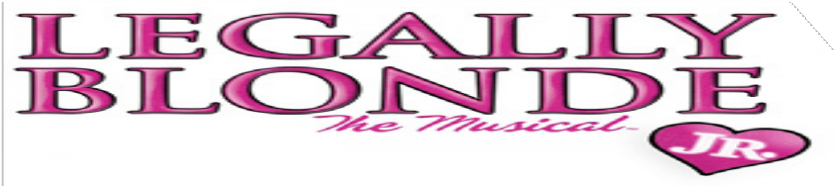 LEGALLY
BLONDE
The Musical
JR.